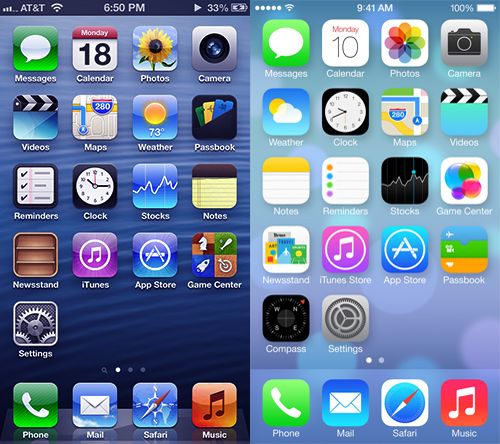 AT&T 6:50 PM 33%
Monday
18
Messages Calendar Photos Camera
280
73°
Videos Maps Weather Passbook
Reminders Clock Stocks Notes
Newsstand iTunes App Store Game Center
Settings
Phone Mail Safari Music
9:41 AM 100%
Monday
10
Messages Calendar Photos Camera
280
Weather Clock Maps Videos
Notes Reminders Stocks Game Center
Newsstand iTunes Store App Store Passbook
Compass Settings
Phone Mail Safari Music